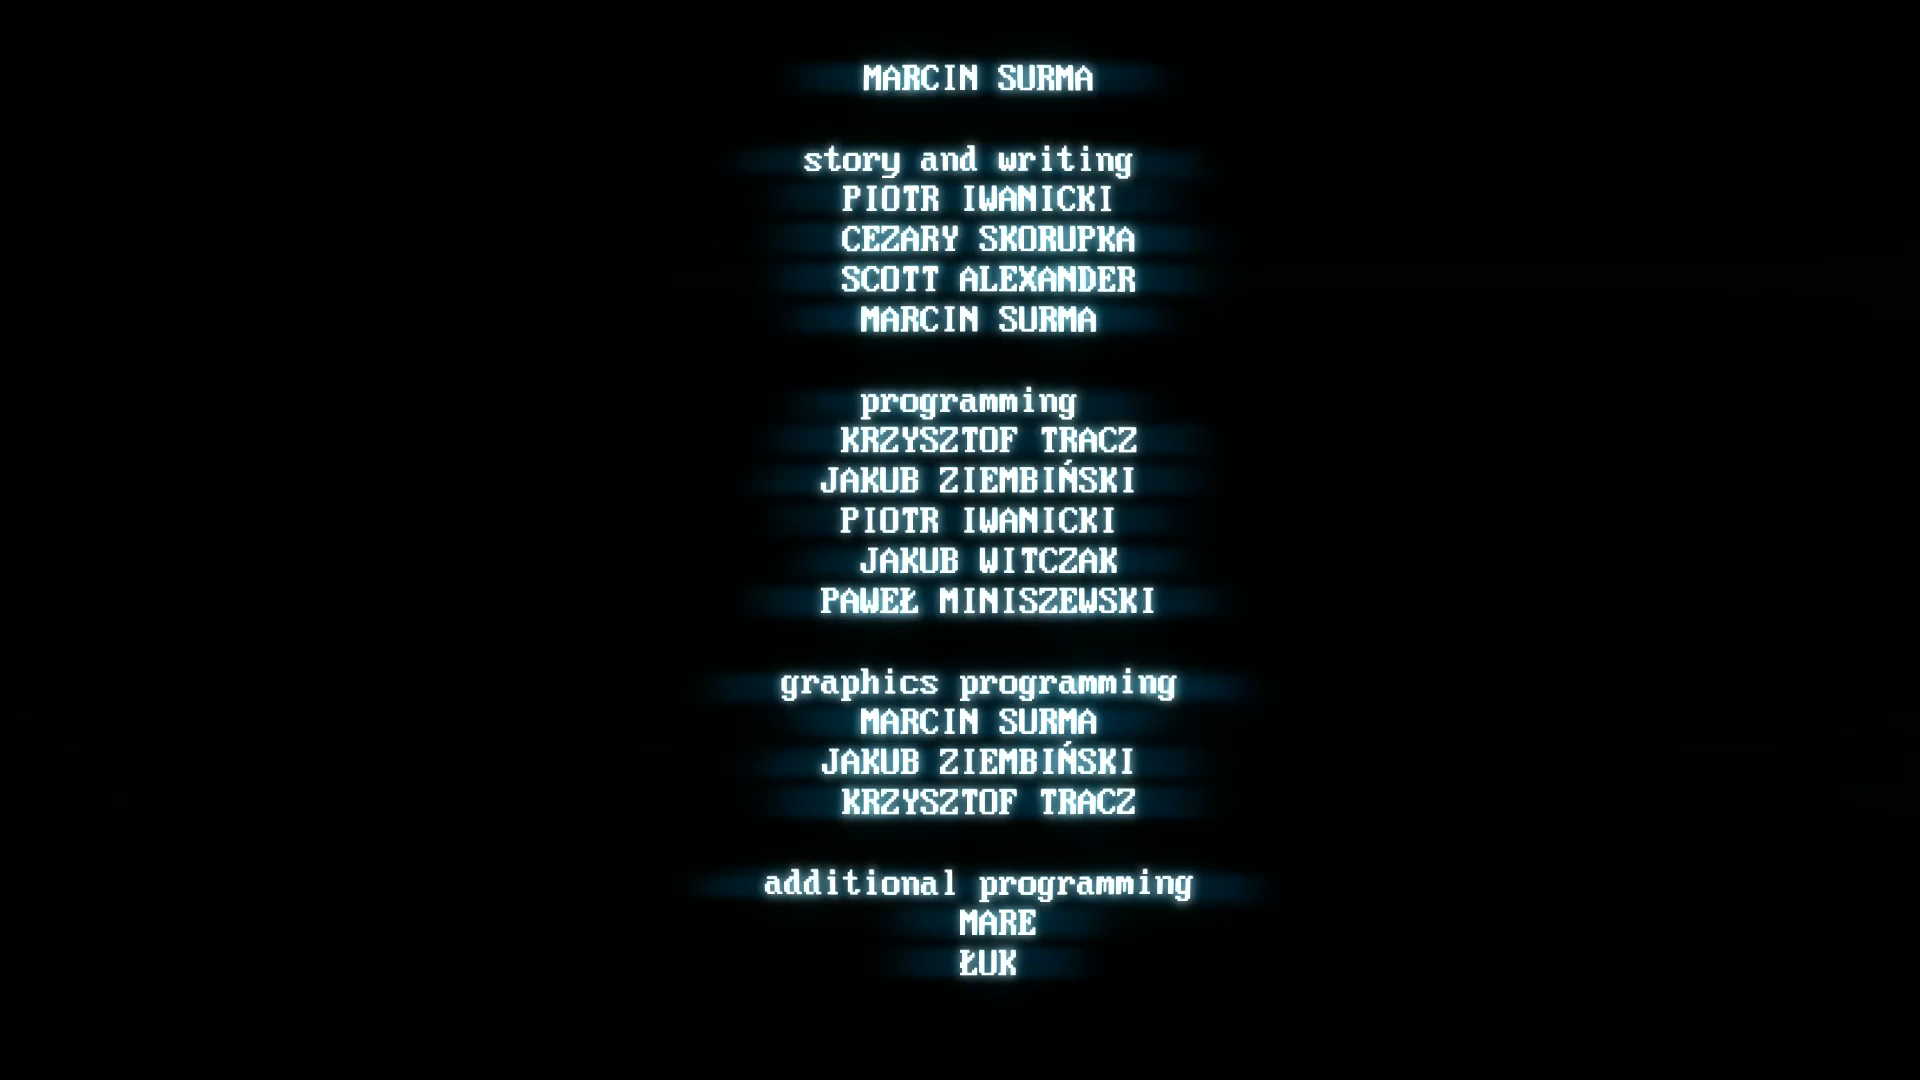 MARCIN SURMA
story and writing
PIOTR IWANICKI
CEZARY SKORUPKA
SCOTT ALEXANDER
MARCIN SURMA
programming
KRZYSZTOF TRACZ
JAKUB ZIEMBIŃSKI
PIOTR IWANICKI
JAKUB WITCZAK
PAWEŁ MINISZEWSKI
graphics programming
MARCIN SURMA
JAKUB ZIEMBIŃSKI
KRZYSZTOF TRACZ
additional programming
MARE
ŁUK